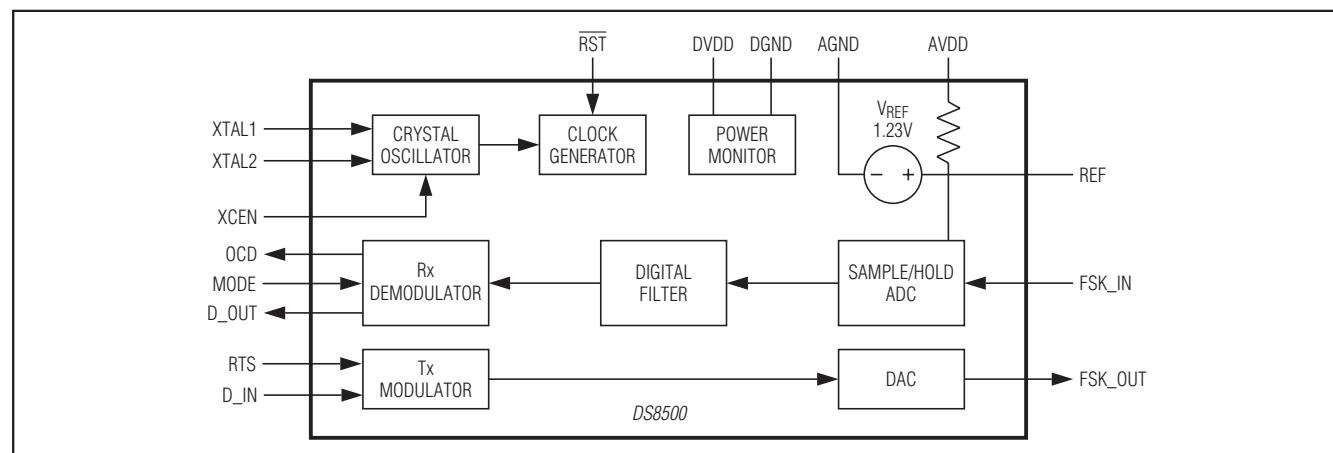 RST
DVDD
DGND
AGND
AVDD
XTAL1
XTAL2
XCEN
CRYSTAL
OSCILLATOR
CLOCK
GENERATOR
POWER
MONITOR
VREF
1.23V
− +
REF
OCD
MODE
D_OUT
Rx
DEMODULATOR
DIGITAL
FILTER
SAMPLE/HOLD
ADC
FSK_IN
RTS
D_IN
Tx
MODULATOR
DAC
FSK_OUT
DS8500